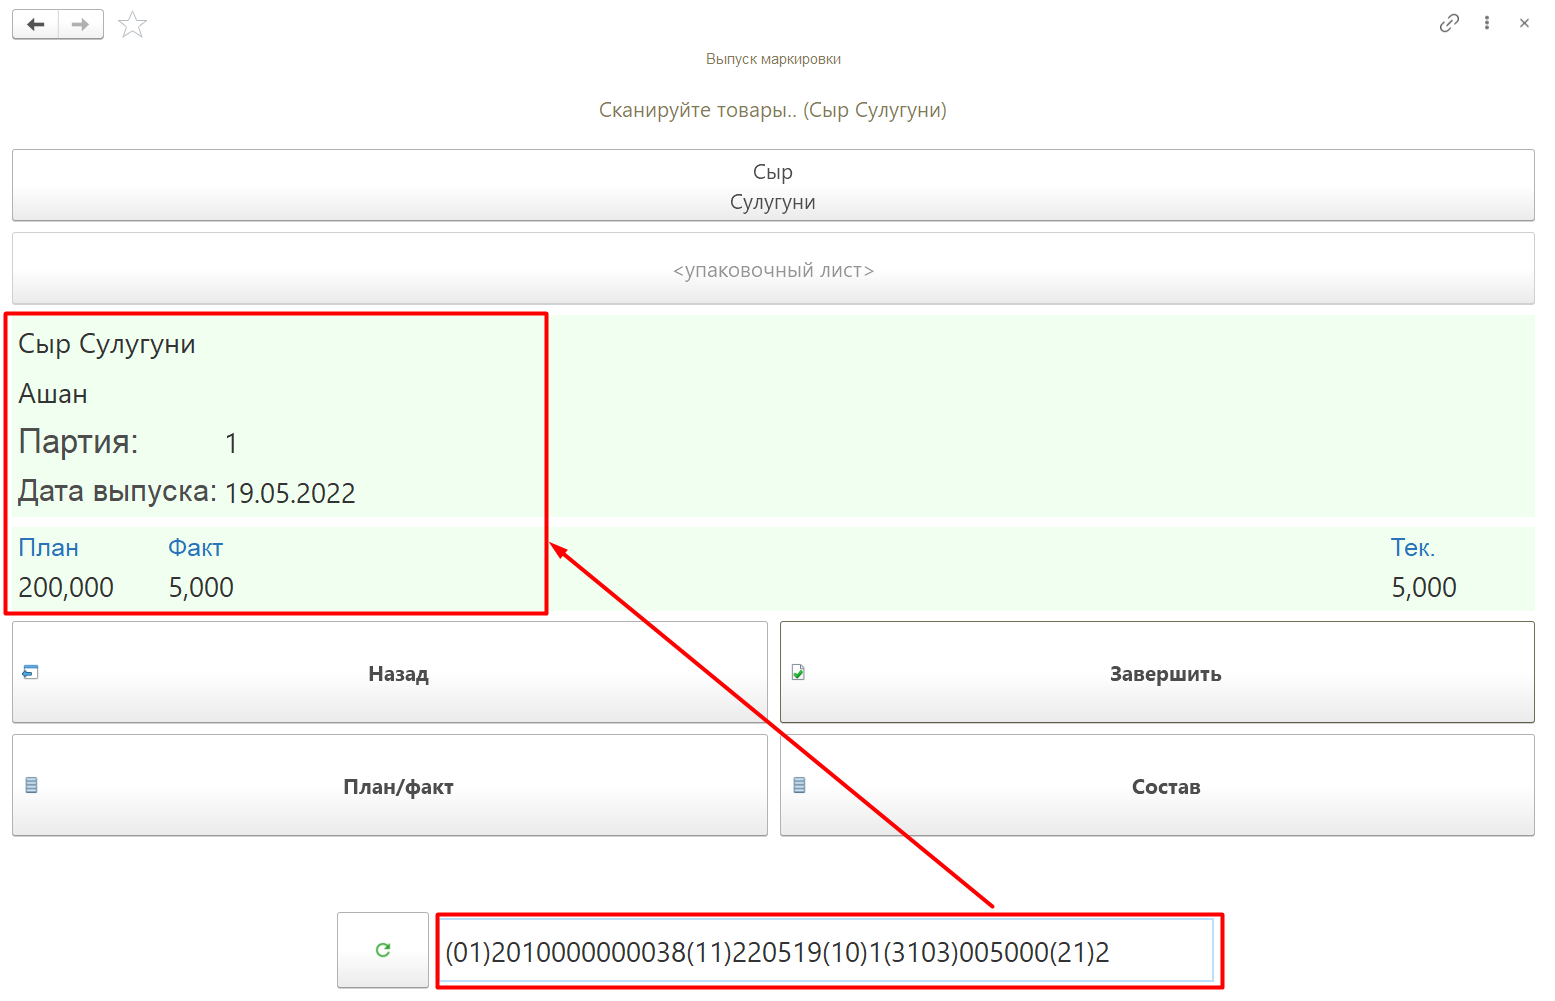 Выпуск маркировки
Сканируйте товары.. (Сыр Сулугуни)
Сыр
Сулугуни
<упаковочный лист>
Сыр Сулугуни
Ашан
Партия: 1
Дата выпуска: 19.05.2022
План Факт Тек.
200,000 5,000 5,000
Назад Завершить
План/факт Состав
(01)2010000000038(11)220519(10)1(3103)005000(21)2